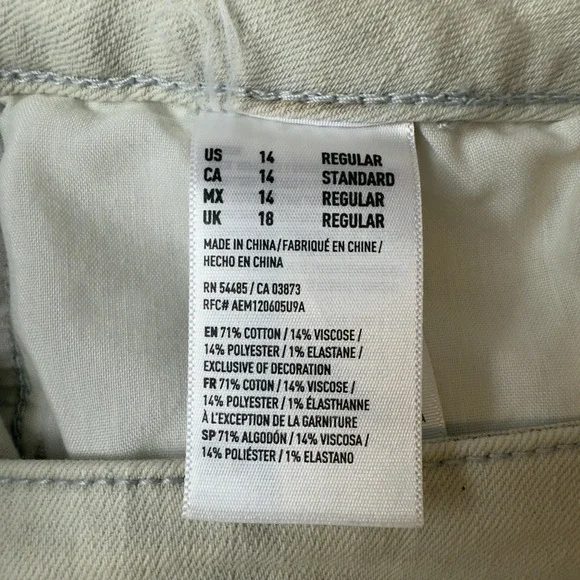 US 14 REGULAR
CA 14 STANDARD
MX 14 REGULAR
UK 18 REGULAR
MADE IN CHINA/FABRIQUÉ EN CHINE/
HECHO EN CHINA
RN 54485 / CA 03873
RFC# AEM120605U9A
EN 71% COTTON / 14% VISCOSE /
14% POLYESTER / 1% ELASTANE /
EXCLUSIVE OF DECORATION
FR 71% COTON / 14% VISCOSE /
14% POLYESTER / 1% ÉLASTHANNE
À L'EXCEPTION DE LA GARNITURE
SP 71% ALGODÓN / 14% VISCOSA /
14% POLIÉSTER / 1% ELASTANO